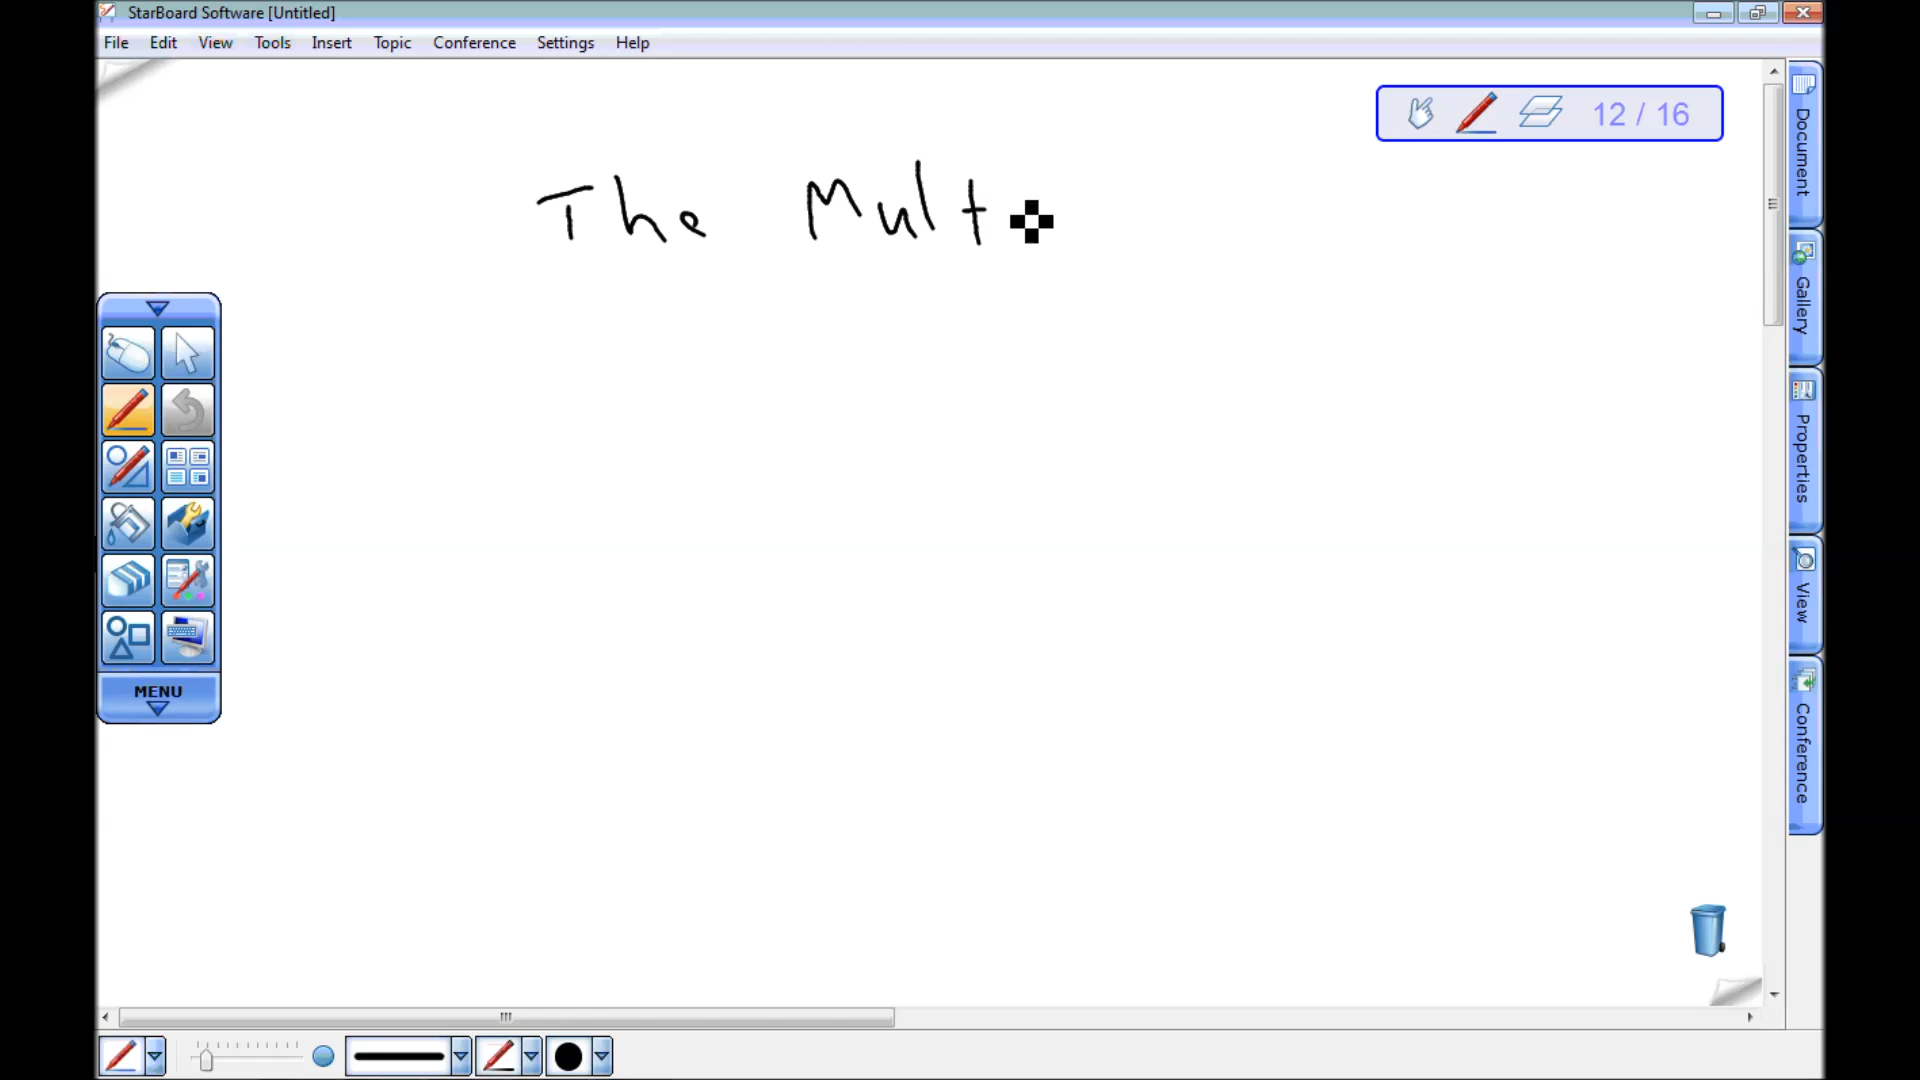 StarBoard Software [Untitled]
File Edit View Tools Insert Topic Conference Settings Help
12 / 16
The Mult
MENU
Document
Gallery
Properties
View
Conference